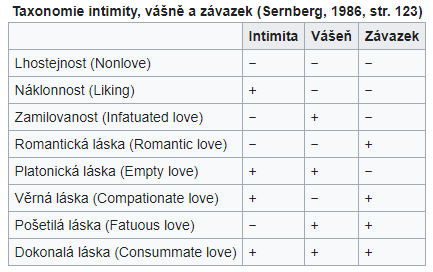 Taxonomie intimity, vášně a závazek (Sernberg, 1986, str. 123)
Intimita Vášeň Závazek
Lhostejnost (Nonlove) – – –
Náklonnost (Liking) + – –
Zamilovanost (Infatuated love) – + –
Romantická láska (Romantic love) – – +
Platonická láska (Empty love) + + –
Věrná láska (Compationate love) + – +
Pošetilá láska (Fatuous love) – + +
Dokonalá láska (Consummate love) + + +